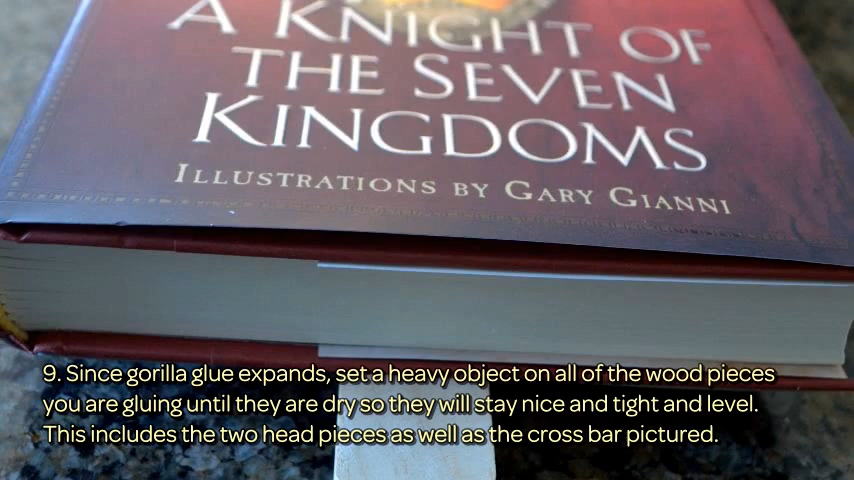 A KNIGHT OF
THE SEVEN
KINGDOMS
ILLUSTRATIONS BY GARY GIANNI
9. Since gorilla glue expands, set a heavy object on all of the wood pieces
you are gluing until they are dry so they will stay nice and tight and level.
This includes the two head pieces as well as the cross bar pictured.